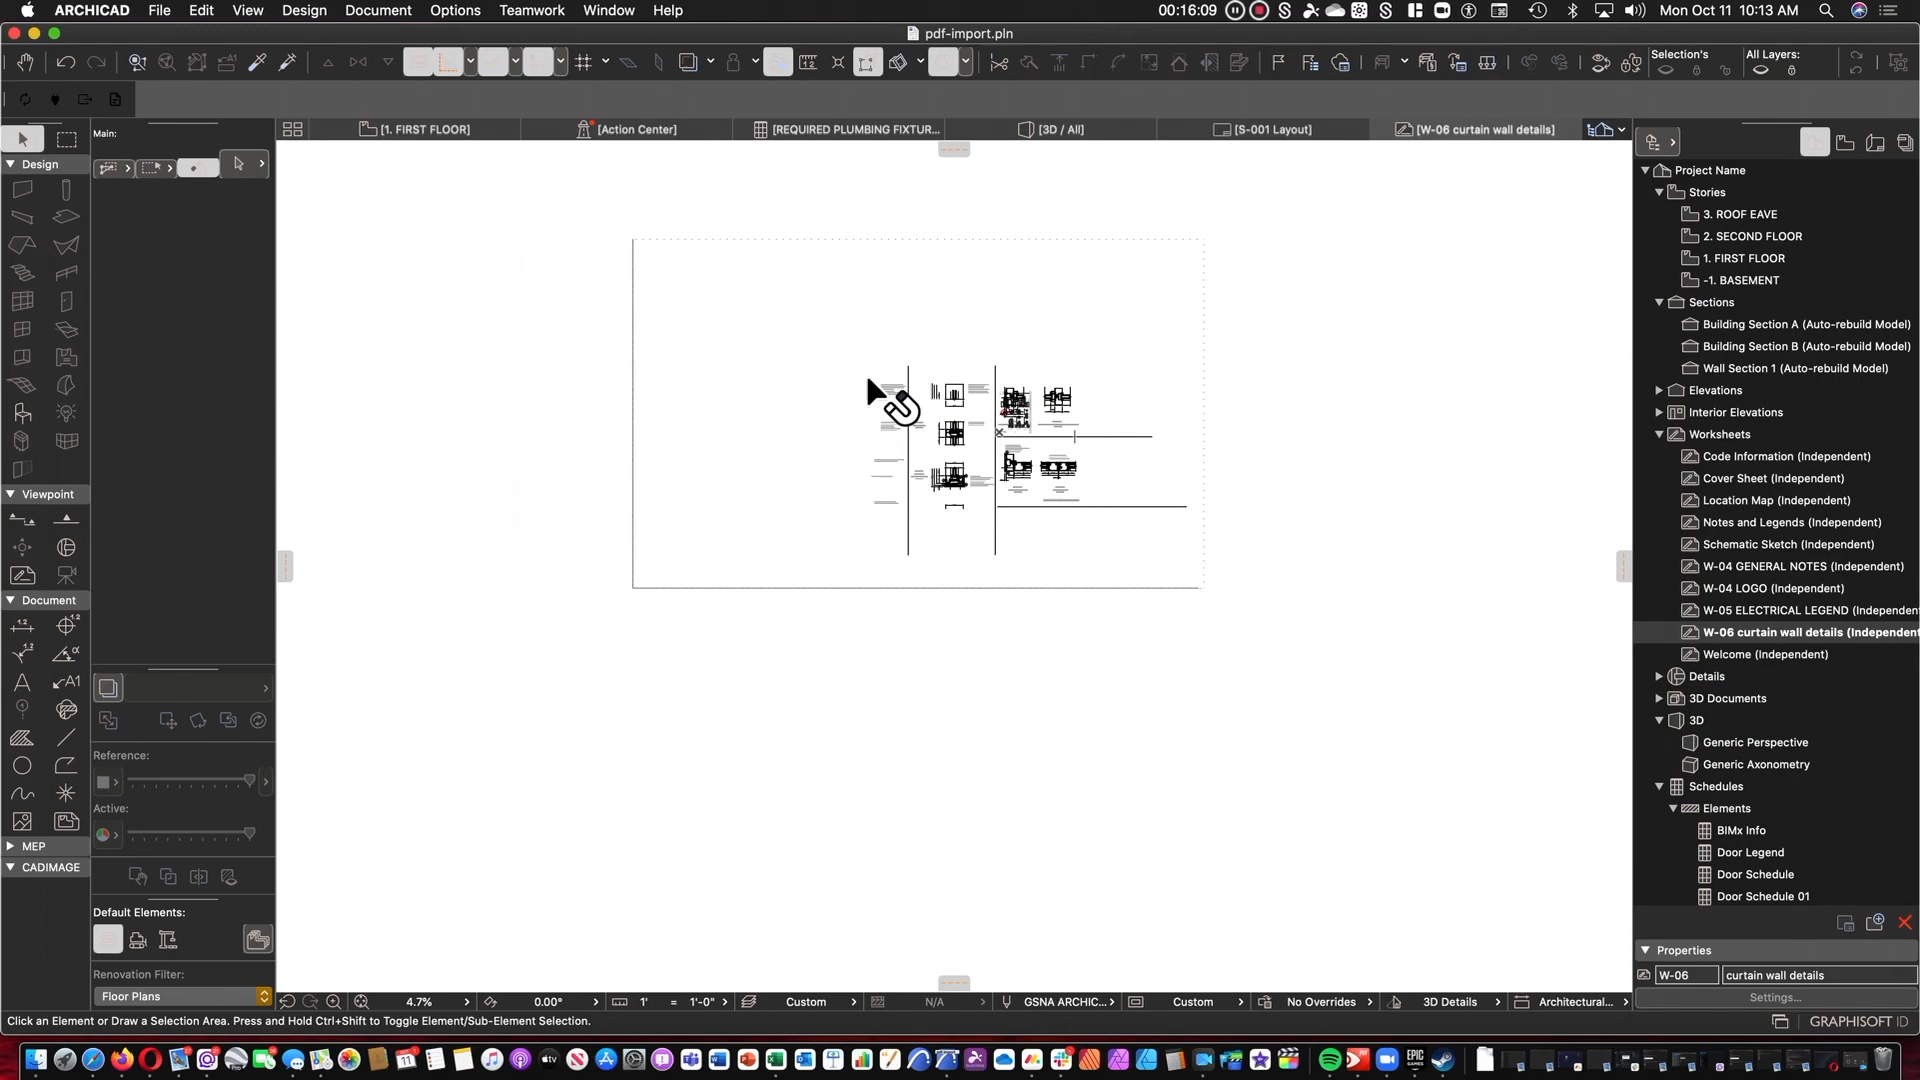 ARCHICAD File Edit View Design Document Options Teamwork Window Help 00:16:09 Mon Oct 11 10:13 AM
pdf-import.pln
Selection's All Layers:
[1. FIRST FLOOR] [Action Center] [REQUIRED PLUMBING FIXTUR... [3D / All] [S-001 Layout] [W-06 curtain wall details]
Main:
Design
Viewpoint
Document
MEP
CADIMAGE
Reference:
Active:
Default Elements:
Renovation Filter:
Floor Plans
Project Name
Stories
3. ROOF EAVE
2. SECOND FLOOR
1. FIRST FLOOR
-1. BASEMENT
Sections
Building Section A (Auto-rebuild Model)
Building Section B (Auto-rebuild Model)
Wall Section 1 (Auto-rebuild Model)
Elevations
Interior Elevations
Worksheets
Code Information (Independent)
Cover Sheet (Independent)
Location Map (Independent)
Notes and Legends (Independent)
Schematic Sketch (Independent)
W-04 GENERAL NOTES (Independent)
W-04 LOGO (Independent)
W-05 ELECTRICAL LEGEND (Independen
W-06 curtain wall details (Independent
Welcome (Independent)
Details
3D Documents
3D
Generic Perspective
Generic Axonometry
Schedules
Elements
BIMx Info
Door Legend
Door Schedule
Door Schedule 01
Properties
W-06 curtain wall details
Settings...
4.7% 0.00° 1' = 1'-0" Custom N/A GSNA ARCHIC... Custom No Overrides 3D Details Architectural...
Click an Element or Draw a Selection Area. Press and Hold Ctrl+Shift to Toggle Element/Sub-Element Selection.
GRAPHISOFT ID